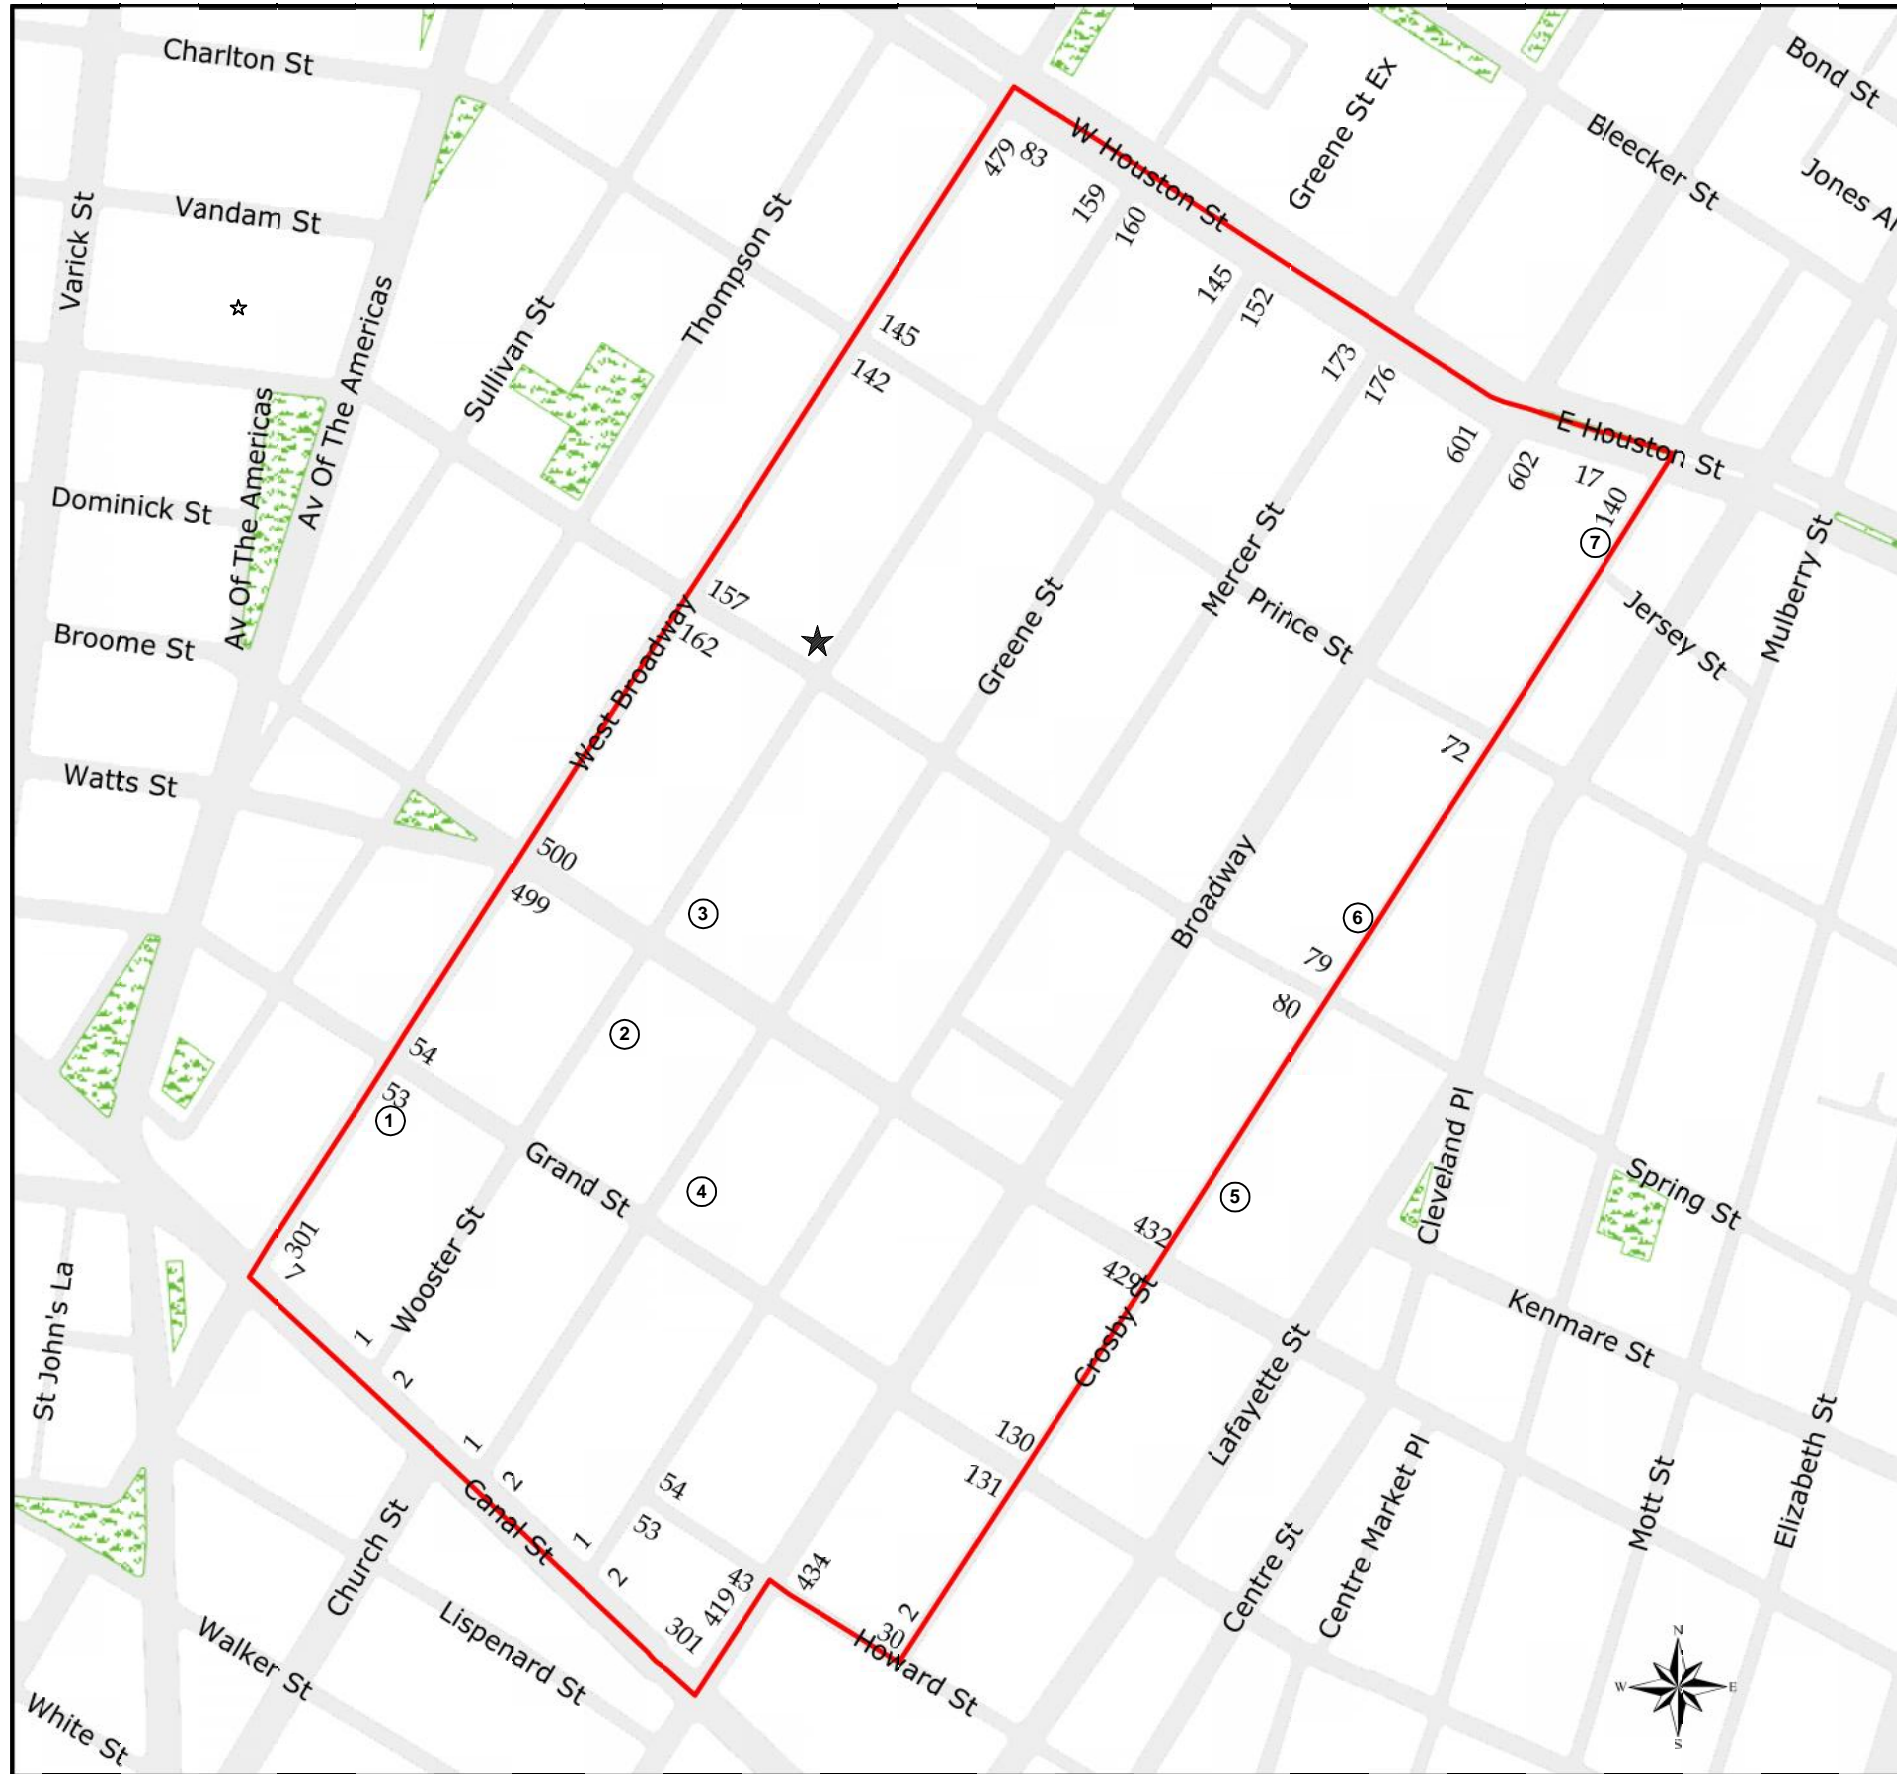 Charlton St
Bond St
Greene St Ex
Bleecker St
W Houston St
Jones Al
479
83
159
160
Vandam St
Varick St
Thompson St
145
152
Av Of The Americas
Sullivan St
145
142
173
176
E Houston St
601
602
17
140
Av Of The Americas
Dominick St
7
Mulberry St
Mercer St
Prince St
Jersey St
157
162
Greene St
Broome St
West Broadway
72
Watts St
500
499
3
Broadway
6
79
80
2
54
53
1
Grand St
4
5
Cleveland Pl
Spring St
432
429
301
7
Wooster St
Crosby St
St John's La
Kenmare St
Lafayette St
1
2
1
2
130
131
Centre Market Pl
Mott St
Elizabeth St
Church St
Canal St
54
53
1
2
43
434
419
301
2
30
Howard St
Centre St
Lispenard St
Walker St
White St
N
W
E
S